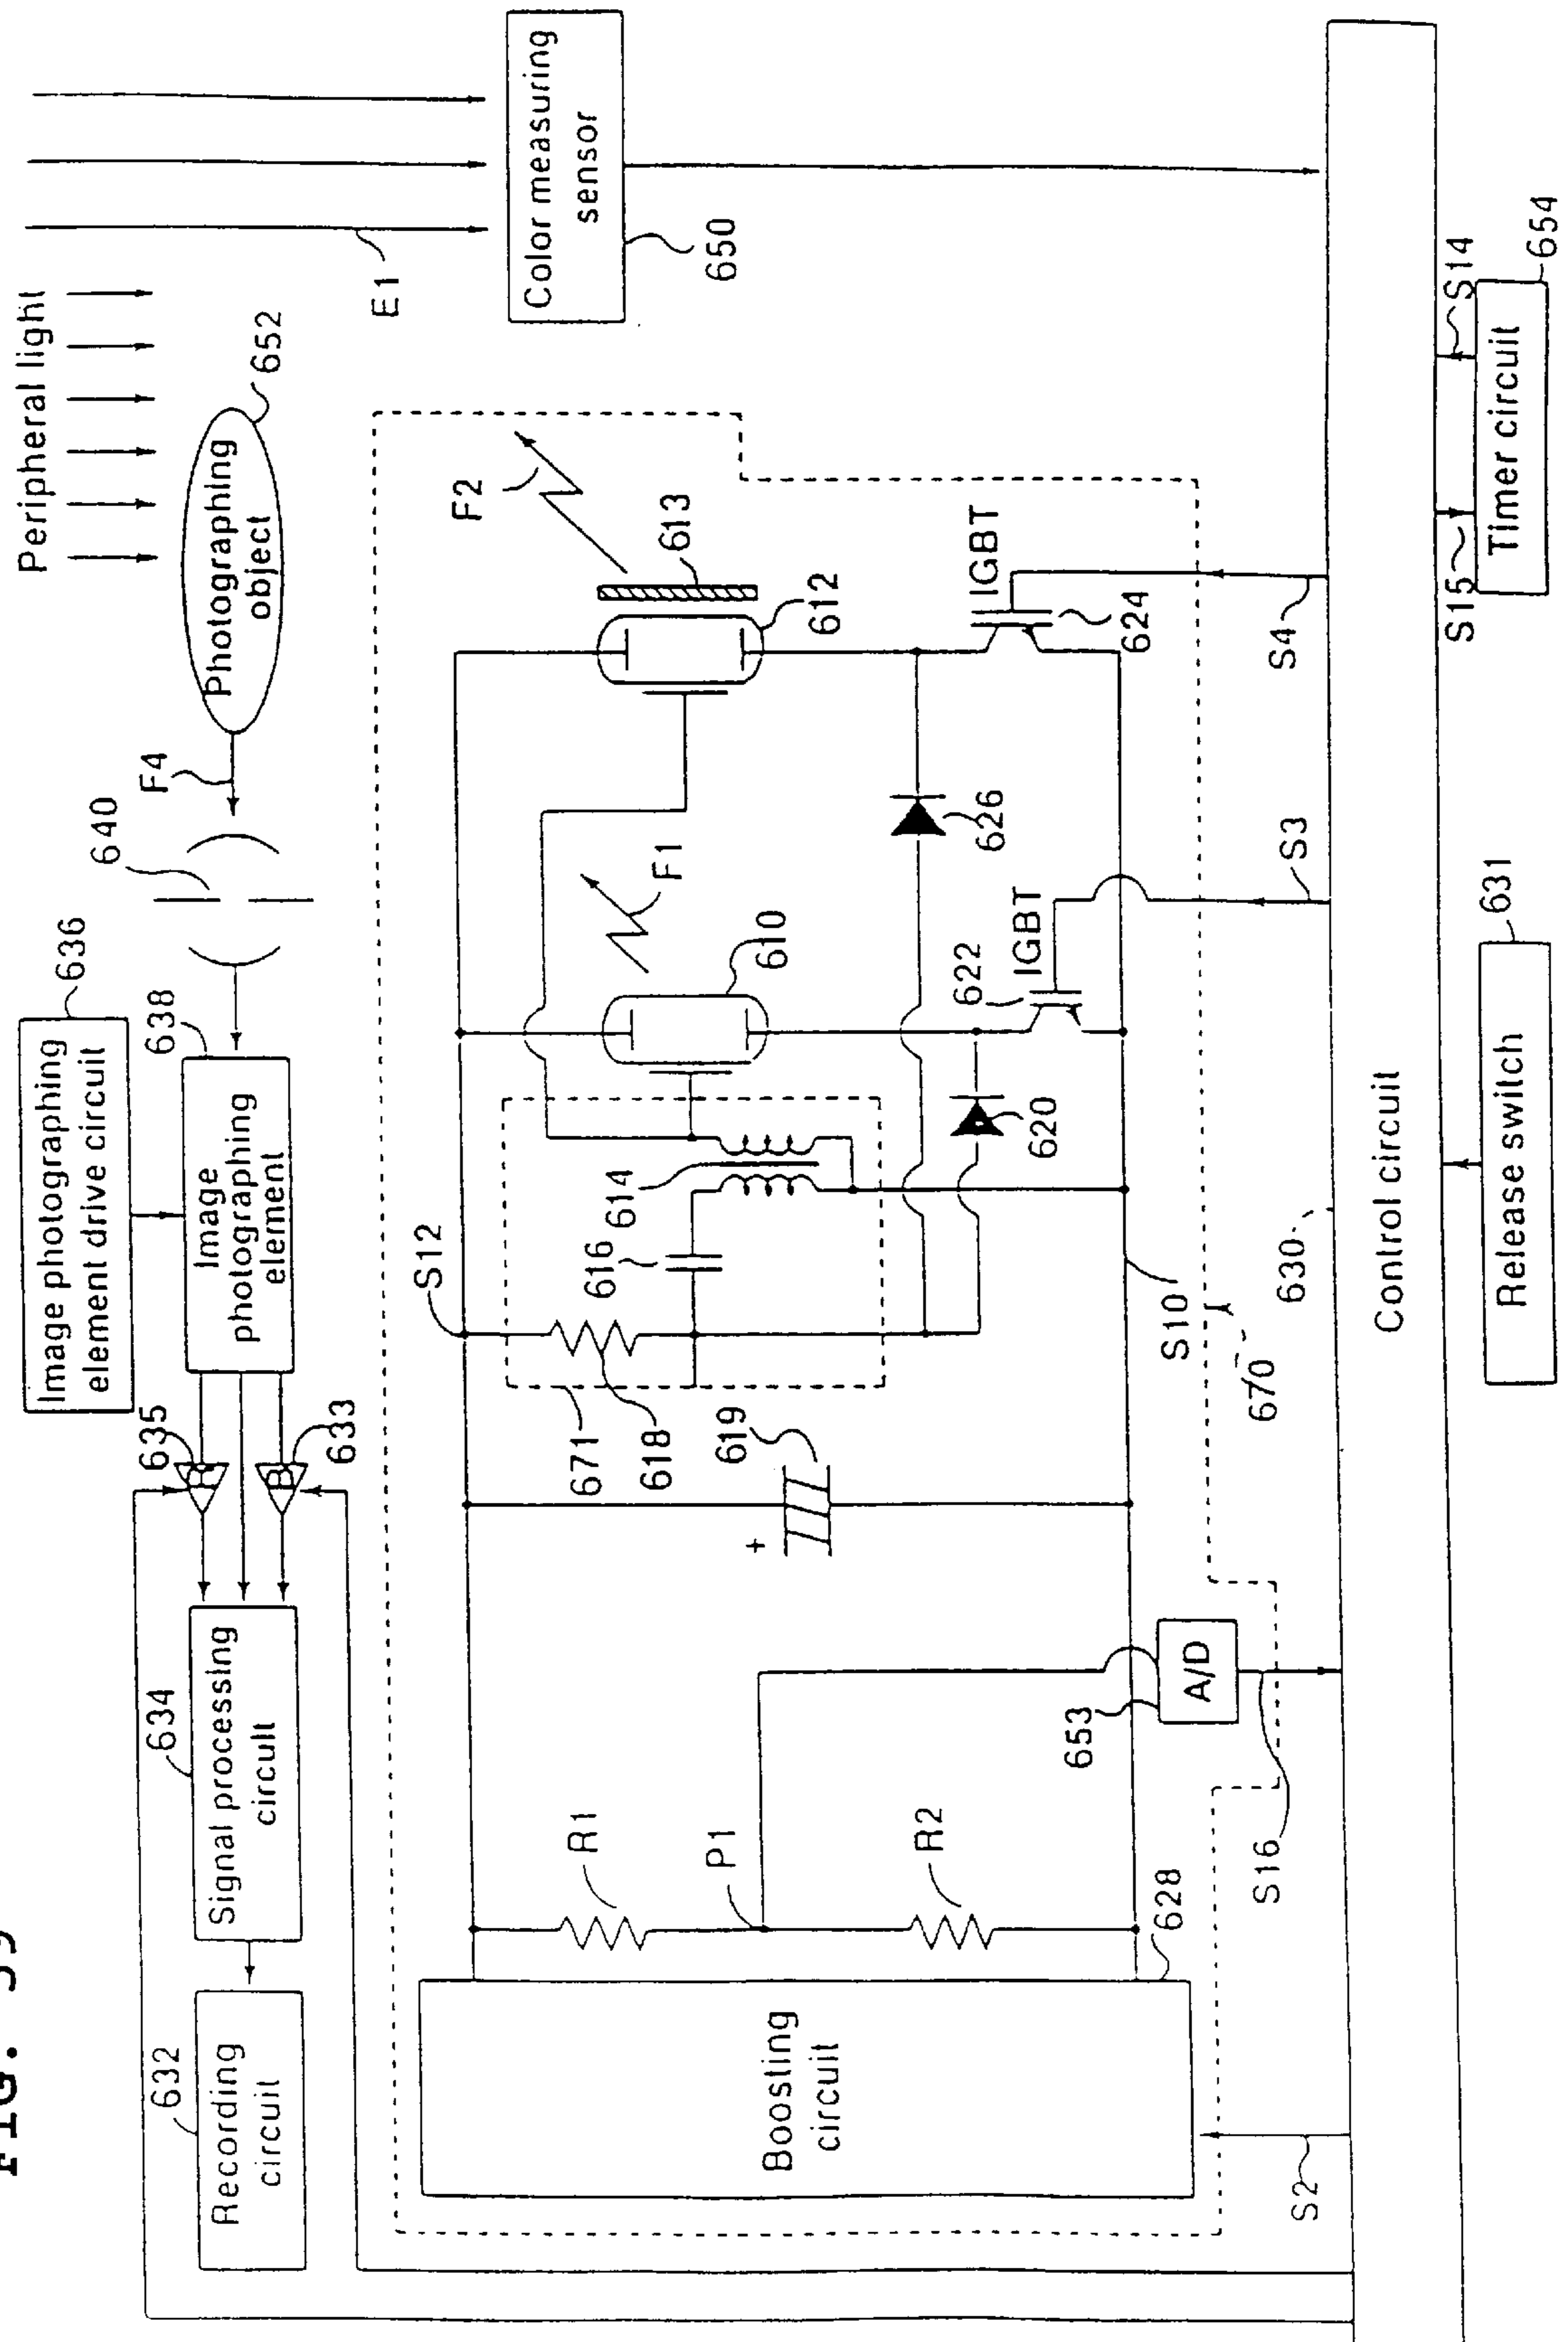 FIG.
Image photographing
element drive circuit
636
Peripheral light
632
Recording
circuit
634
Signal processing
circult
635
633
638
Image
photographing
elerment
640
F4
Photographing
object
652
E1
Color measuring
sensor
650
Boosting
circuit
628
R1
P1
R2
653
A/D
S16
+
619
S12
671
618
616
614
620
610
F1
622
IGBT
626
612
613
F2
IGBT
624
S10
670
S2
630
S3
S4
Control circuit
Release switch
631
S15
S14
Timer circuit
654